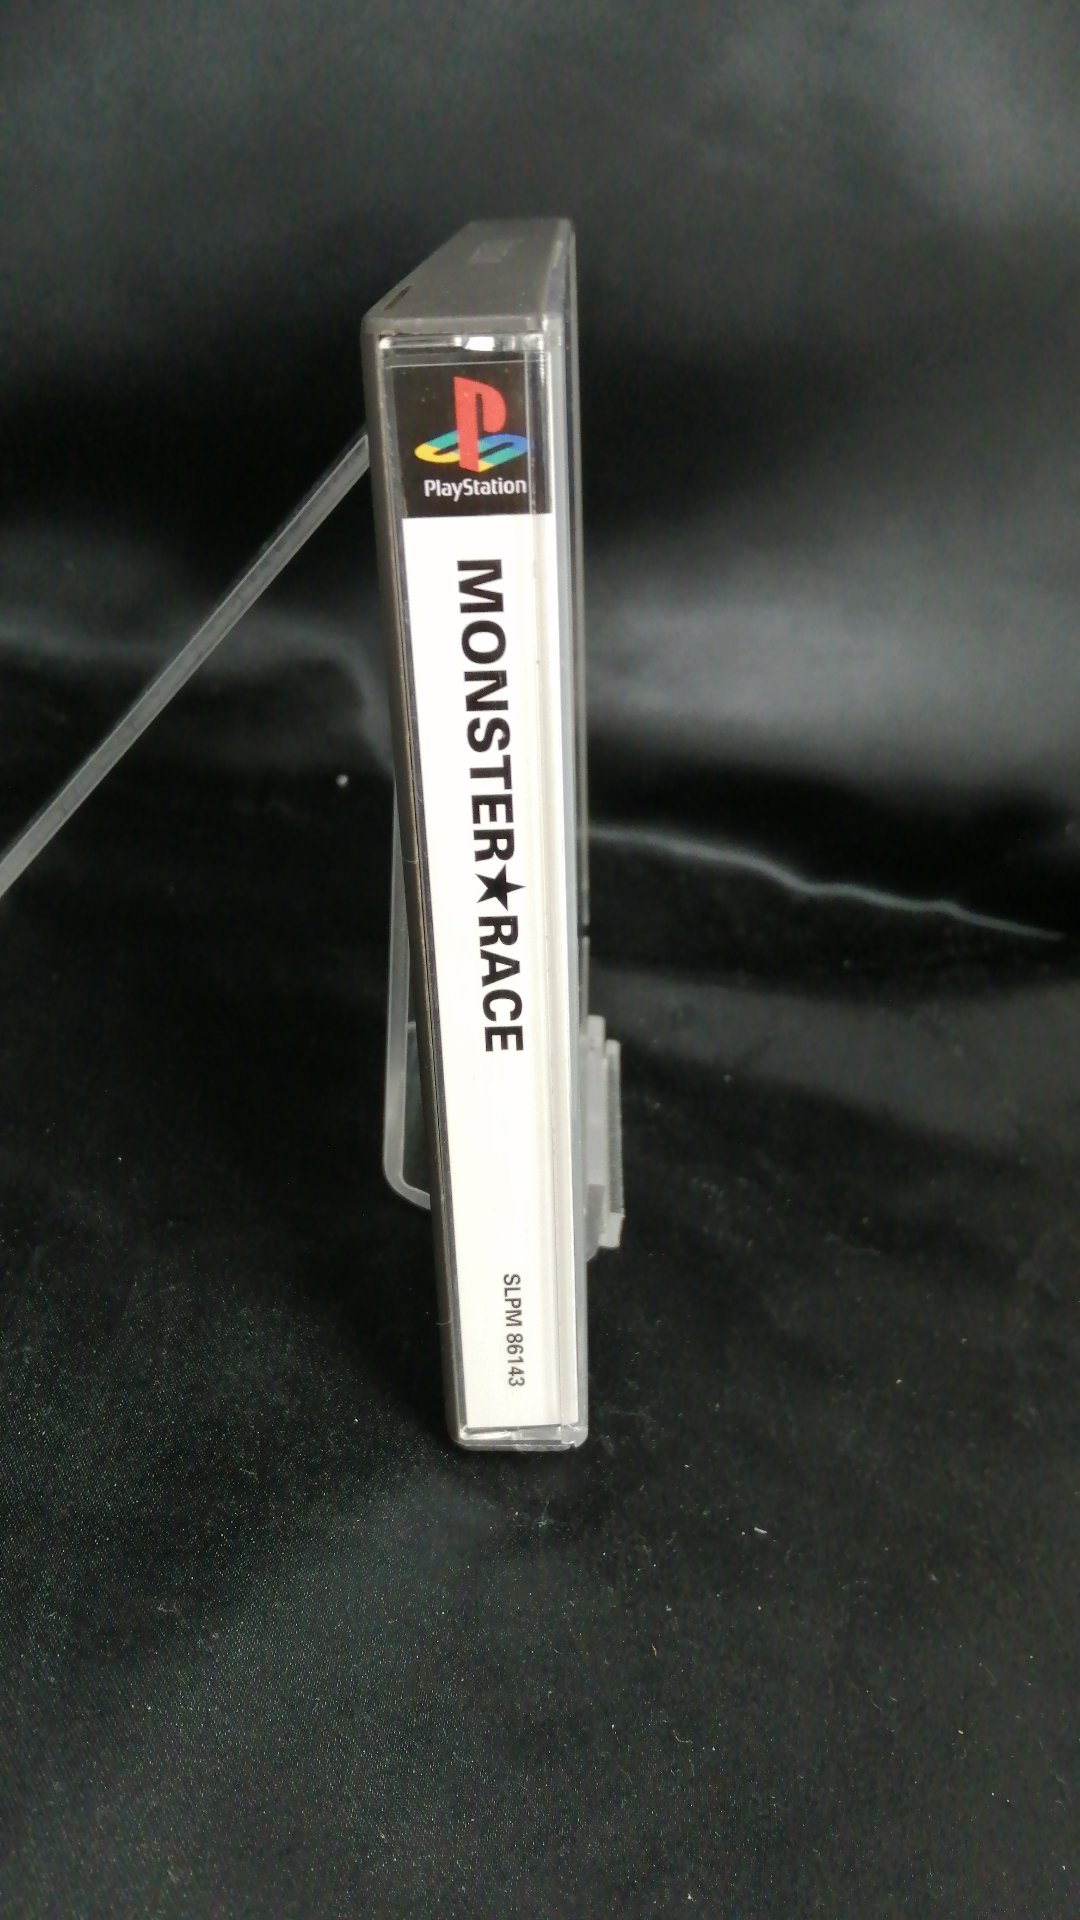 PlayStation
MONSTER★RACE
SLPM 86143